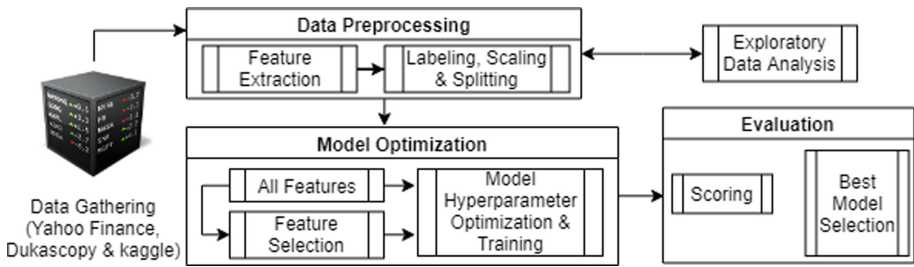 Data Preprocessing
Feature
Extraction
Labeling, Scaling
& Splitting
Exploratory
Data Analysis
Data Gathering
(Yahoo Finance,
Dukascopy & kaggle)
Model Optimization
All Features
Feature
Selection
Model
Hyperparameter
Optimization &
Training
Evaluation
Scoring
Best
Model
Selection